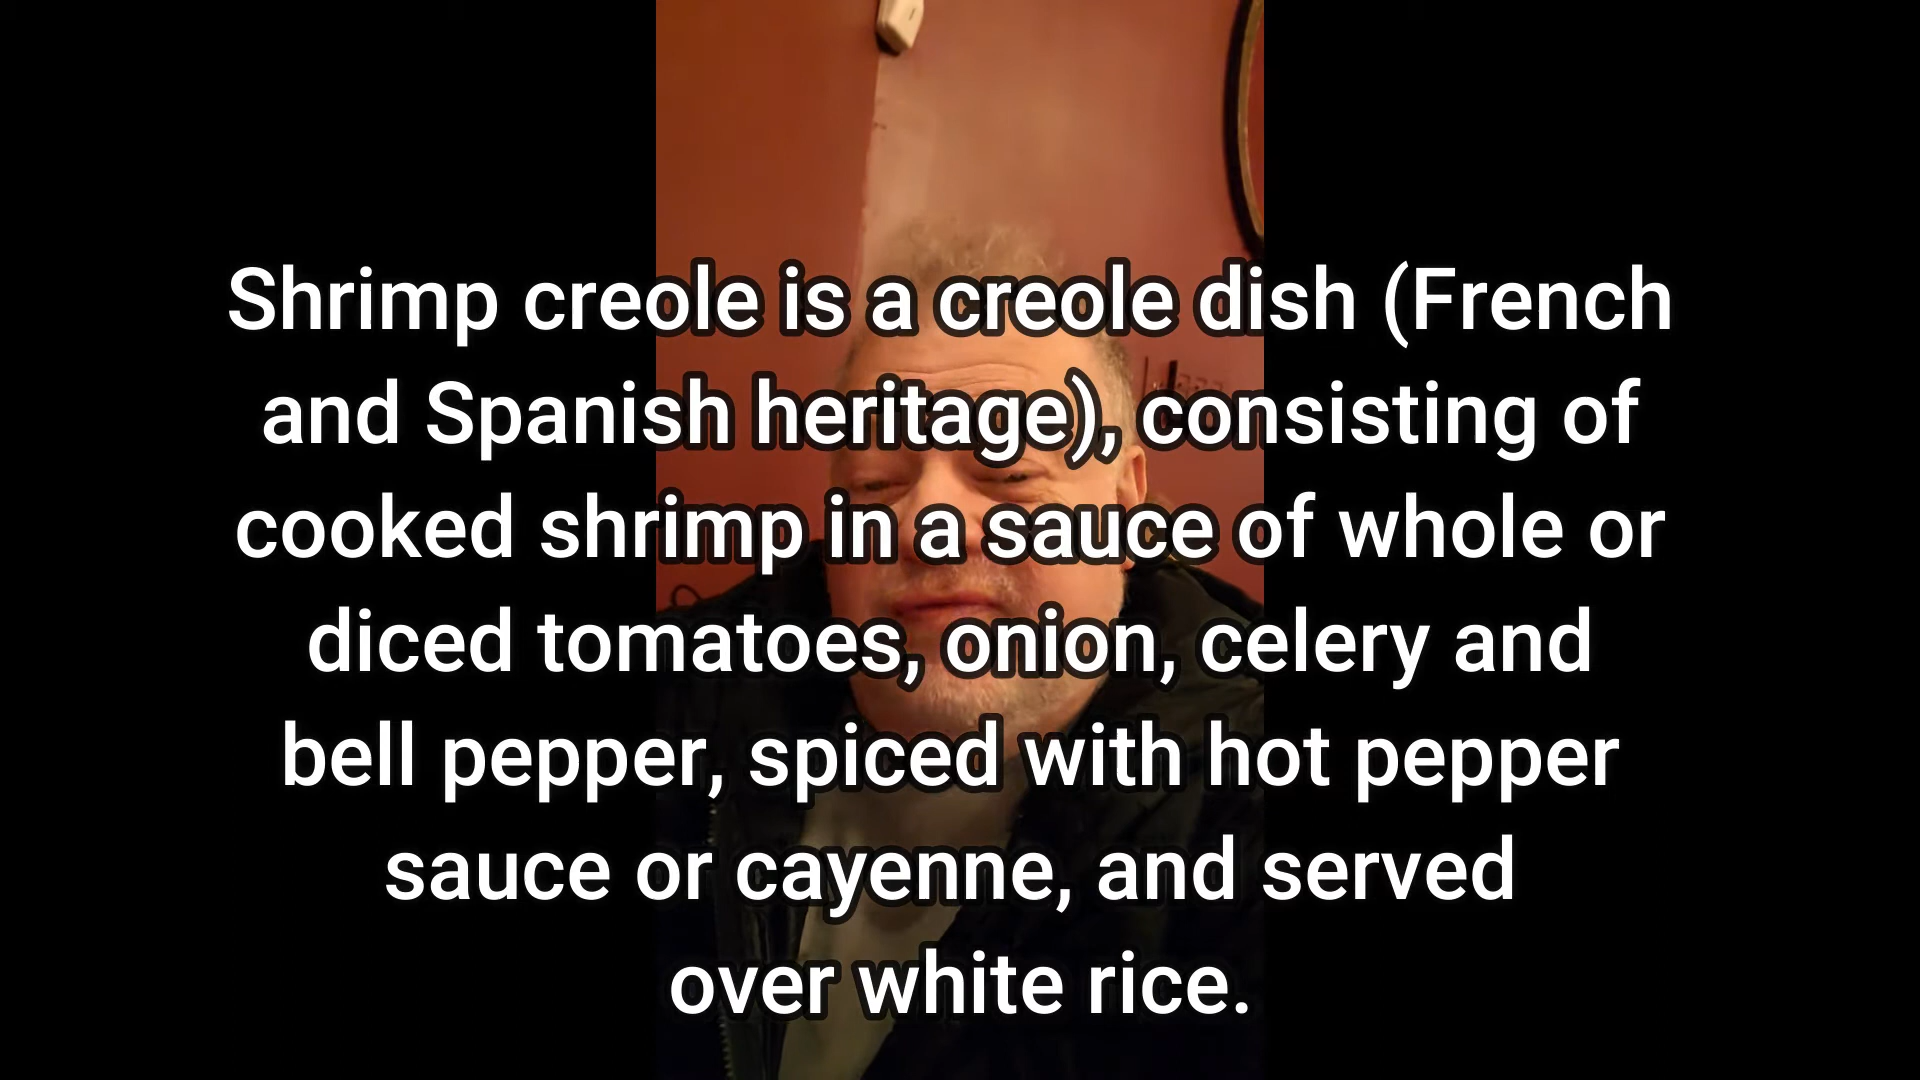 Shrimp creole is a creole dish (French
and Spanish heritage), consisting of
cooked shrimp in a sauce of whole or
diced tomatoes, onion, celery and
bell pepper, spiced with hot pepper
sauce or cayenne, and served
over white rice.